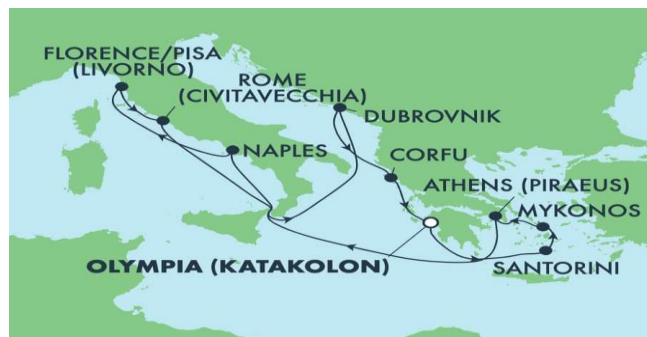 FLORENCE/PISA
(LIVORNO)
ROME
(CIVITAVECCHIA)
DUBROVNIK
NAPLES
CORFU
ATHENS (PIRAEUS)
MYKONOS
OLYMPIA (KATAKOLON)
SANTORINI